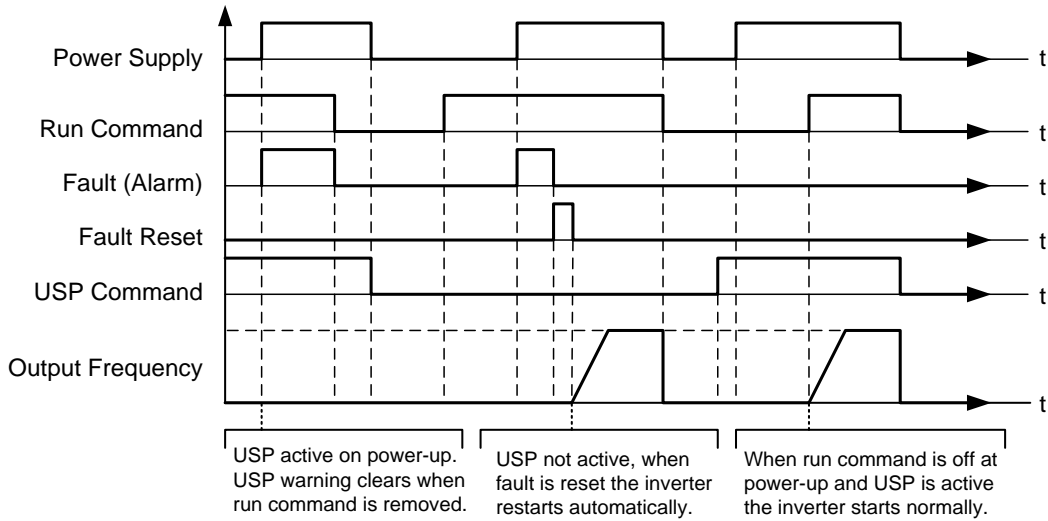 Power Supply
t
Run Command
t
Fault (Alarm)
t
Fault Reset
t
USP Command
t
Output Frequency
t
USP active on power-up.
USP warning clears when
run command is removed.
USP not active, when
fault is reset the inverter
restarts automatically.
When run command is off at
power-up and USP is active
the inverter starts normally.